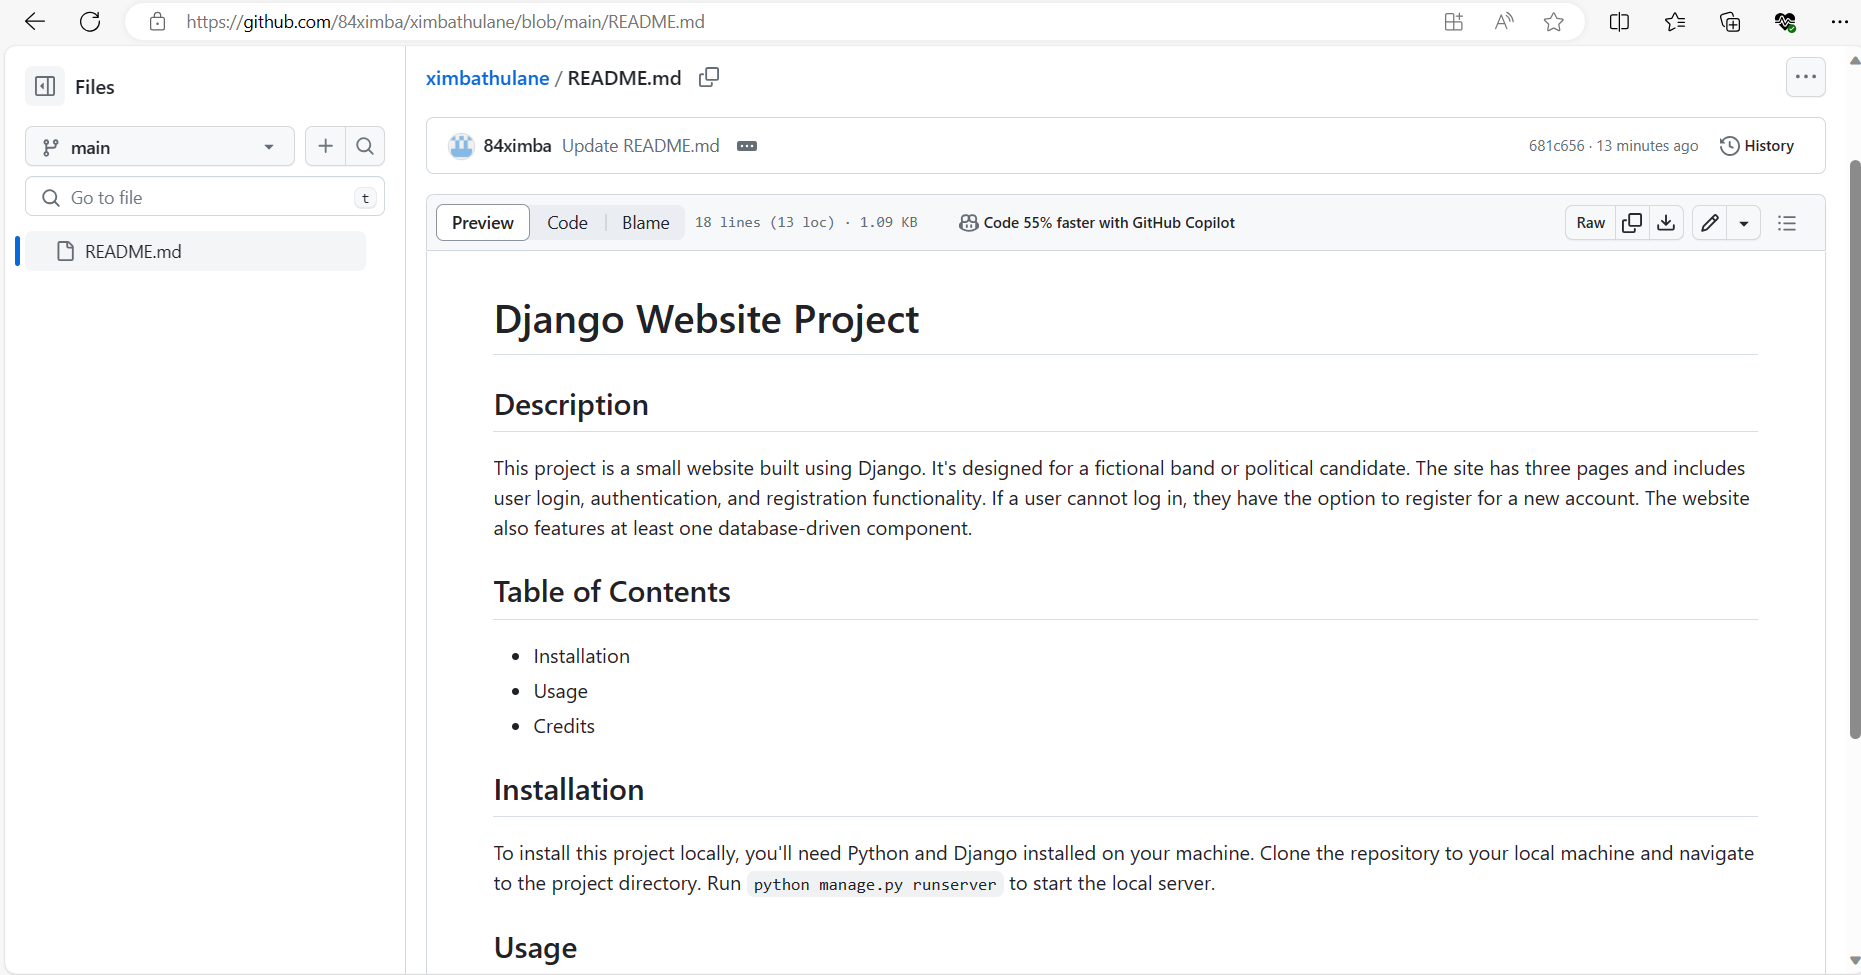 https://github.com/84ximba/ximbathulane/blob/main/README.md
Files
main
Go to file
t
README.md
ximbathulane / README.md
84ximba Update README.md
681c656 · 13 minutes ago
History
Preview
Code
Blame
18 lines (13 loc) · 1.09 KB
Code 55% faster with GitHub Copilot
Raw
Django Website Project
Description
This project is a small website built using Django. It's designed for a fictional band or political candidate. The site has three pages and includes
user login, authentication, and registration functionality. If a user cannot log in, they have the option to register for a new account. The website
also features at least one database-driven component.
Table of Contents
• Installation
• Usage
• Credits
Installation
To install this project locally, you'll need Python and Django installed on your machine. Clone the repository to your local machine and navigate
to the project directory. Run python manage.py runserver to start the local server.
Usage